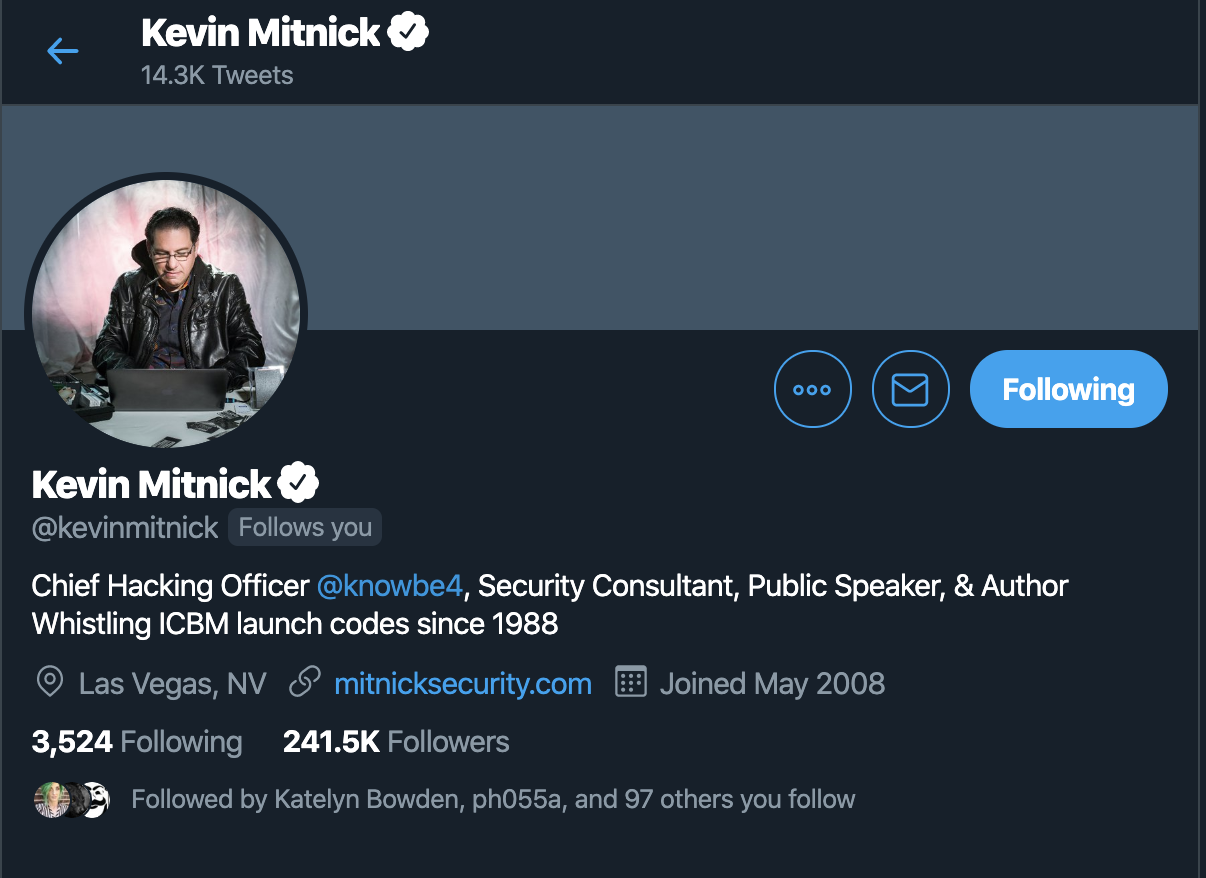 Kevin Mitnick
14.3K Tweets
Following
Kevin Mitnick
@kevinmitnick Follows you
Chief Hacking Officer @knowbe4, Security Consultant, Public Speaker, & Author
Whistling ICBM launch codes since 1988
Las Vegas, NV mitnicksecurity.com Joined May 2008
3,524 Following 241.5K Followers
Followed by Katelyn Bowden, ph055a, and 97 others you follow